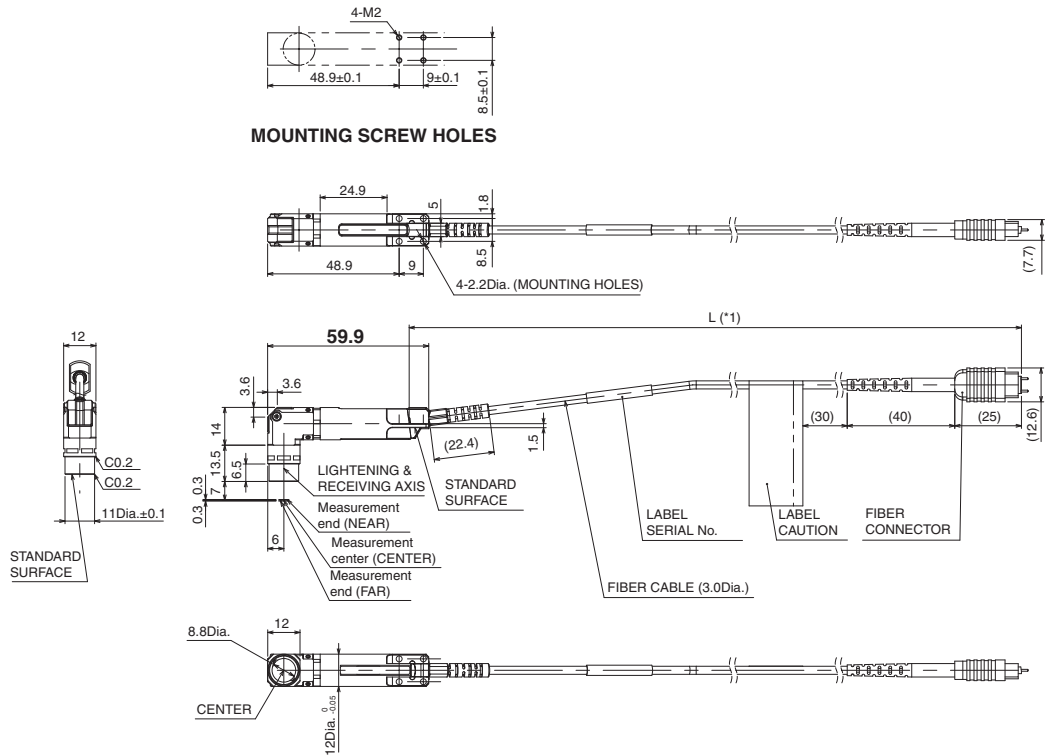 4-M2
48.9±0.1
9±0.1
8.5±0.1
MOUNTING SCREW HOLES
24.9
5
1.8
48.9
9
8.5
4-2.2Dia. (MOUNTING HOLES)
(7.7)
L (*1)
12
59.9
3.6
3.6
14
13.5
6.5
7
0.3
0.3
6
C0.2
C0.2
11Dia.±0.1
STANDARD
SURFACE
LIGHTENING &
RECEIVING AXIS
Measurement
end (NEAR)
Measurement
center (CENTER)
Measurement
end (FAR)
(22.4)
1.5
STANDARD
SURFACE
LABEL
SERIAL No.
FIBER CABLE (3.0Dia.)
LABEL
CAUTION
FIBER
CONNECTOR
(30)
(40)
(25)
(12.6)
8.8Dia.
12
CENTER
12Dia. 0 -0.05